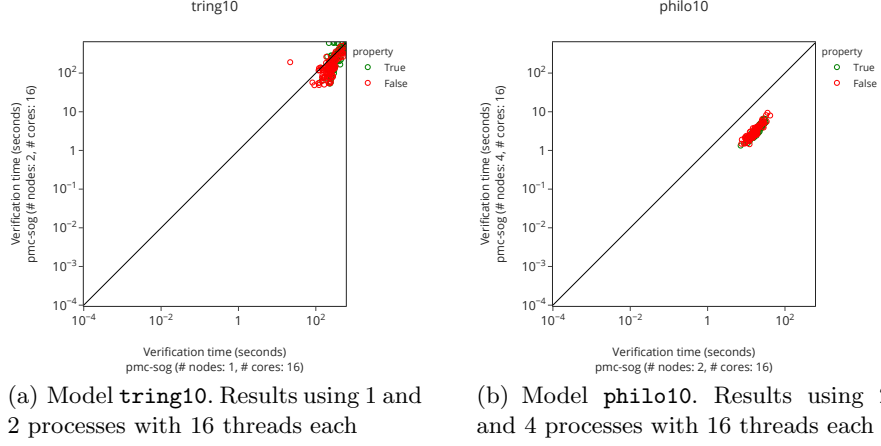 tring10
property
True
False
10²
10
1
10⁻¹
10⁻²
10⁻³
10⁻⁴
Verification time (seconds)
pmc-sog (# nodes: 2, # cores: 16)
10⁻⁴
10⁻²
1
10²
Verification time (seconds)
pmc-sog (# nodes: 1, # cores: 16)
(a) Model tring10. Results using 1 and
2 processes with 16 threads each
philo10
property
True
False
10²
10
1
10⁻¹
10⁻²
10⁻³
10⁻⁴
Verification time (seconds)
pmc-sog (# nodes: 4, # cores: 16)
10⁻⁴
10⁻²
1
10²
Verification time (seconds)
pmc-sog (# nodes: 2, # cores: 16)
(b) Model philo10. Results using
and 4 processes with 16 threads each